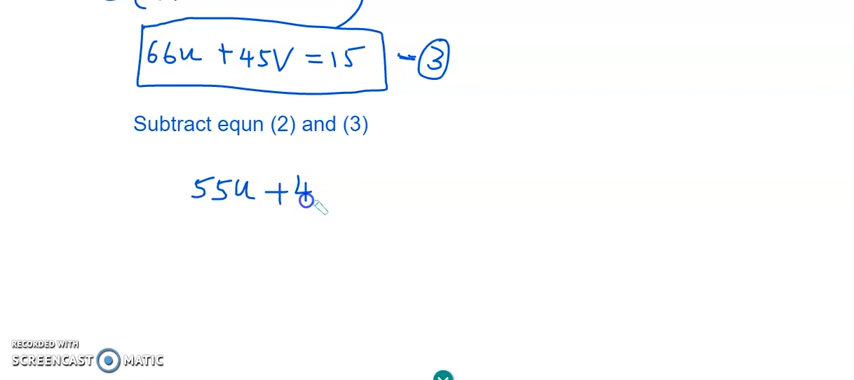 66u + 45V = 15 - 3
Subtract equn (2) and (3)
55u + 4
RECORDED WITH
SCREENCAST MATIC